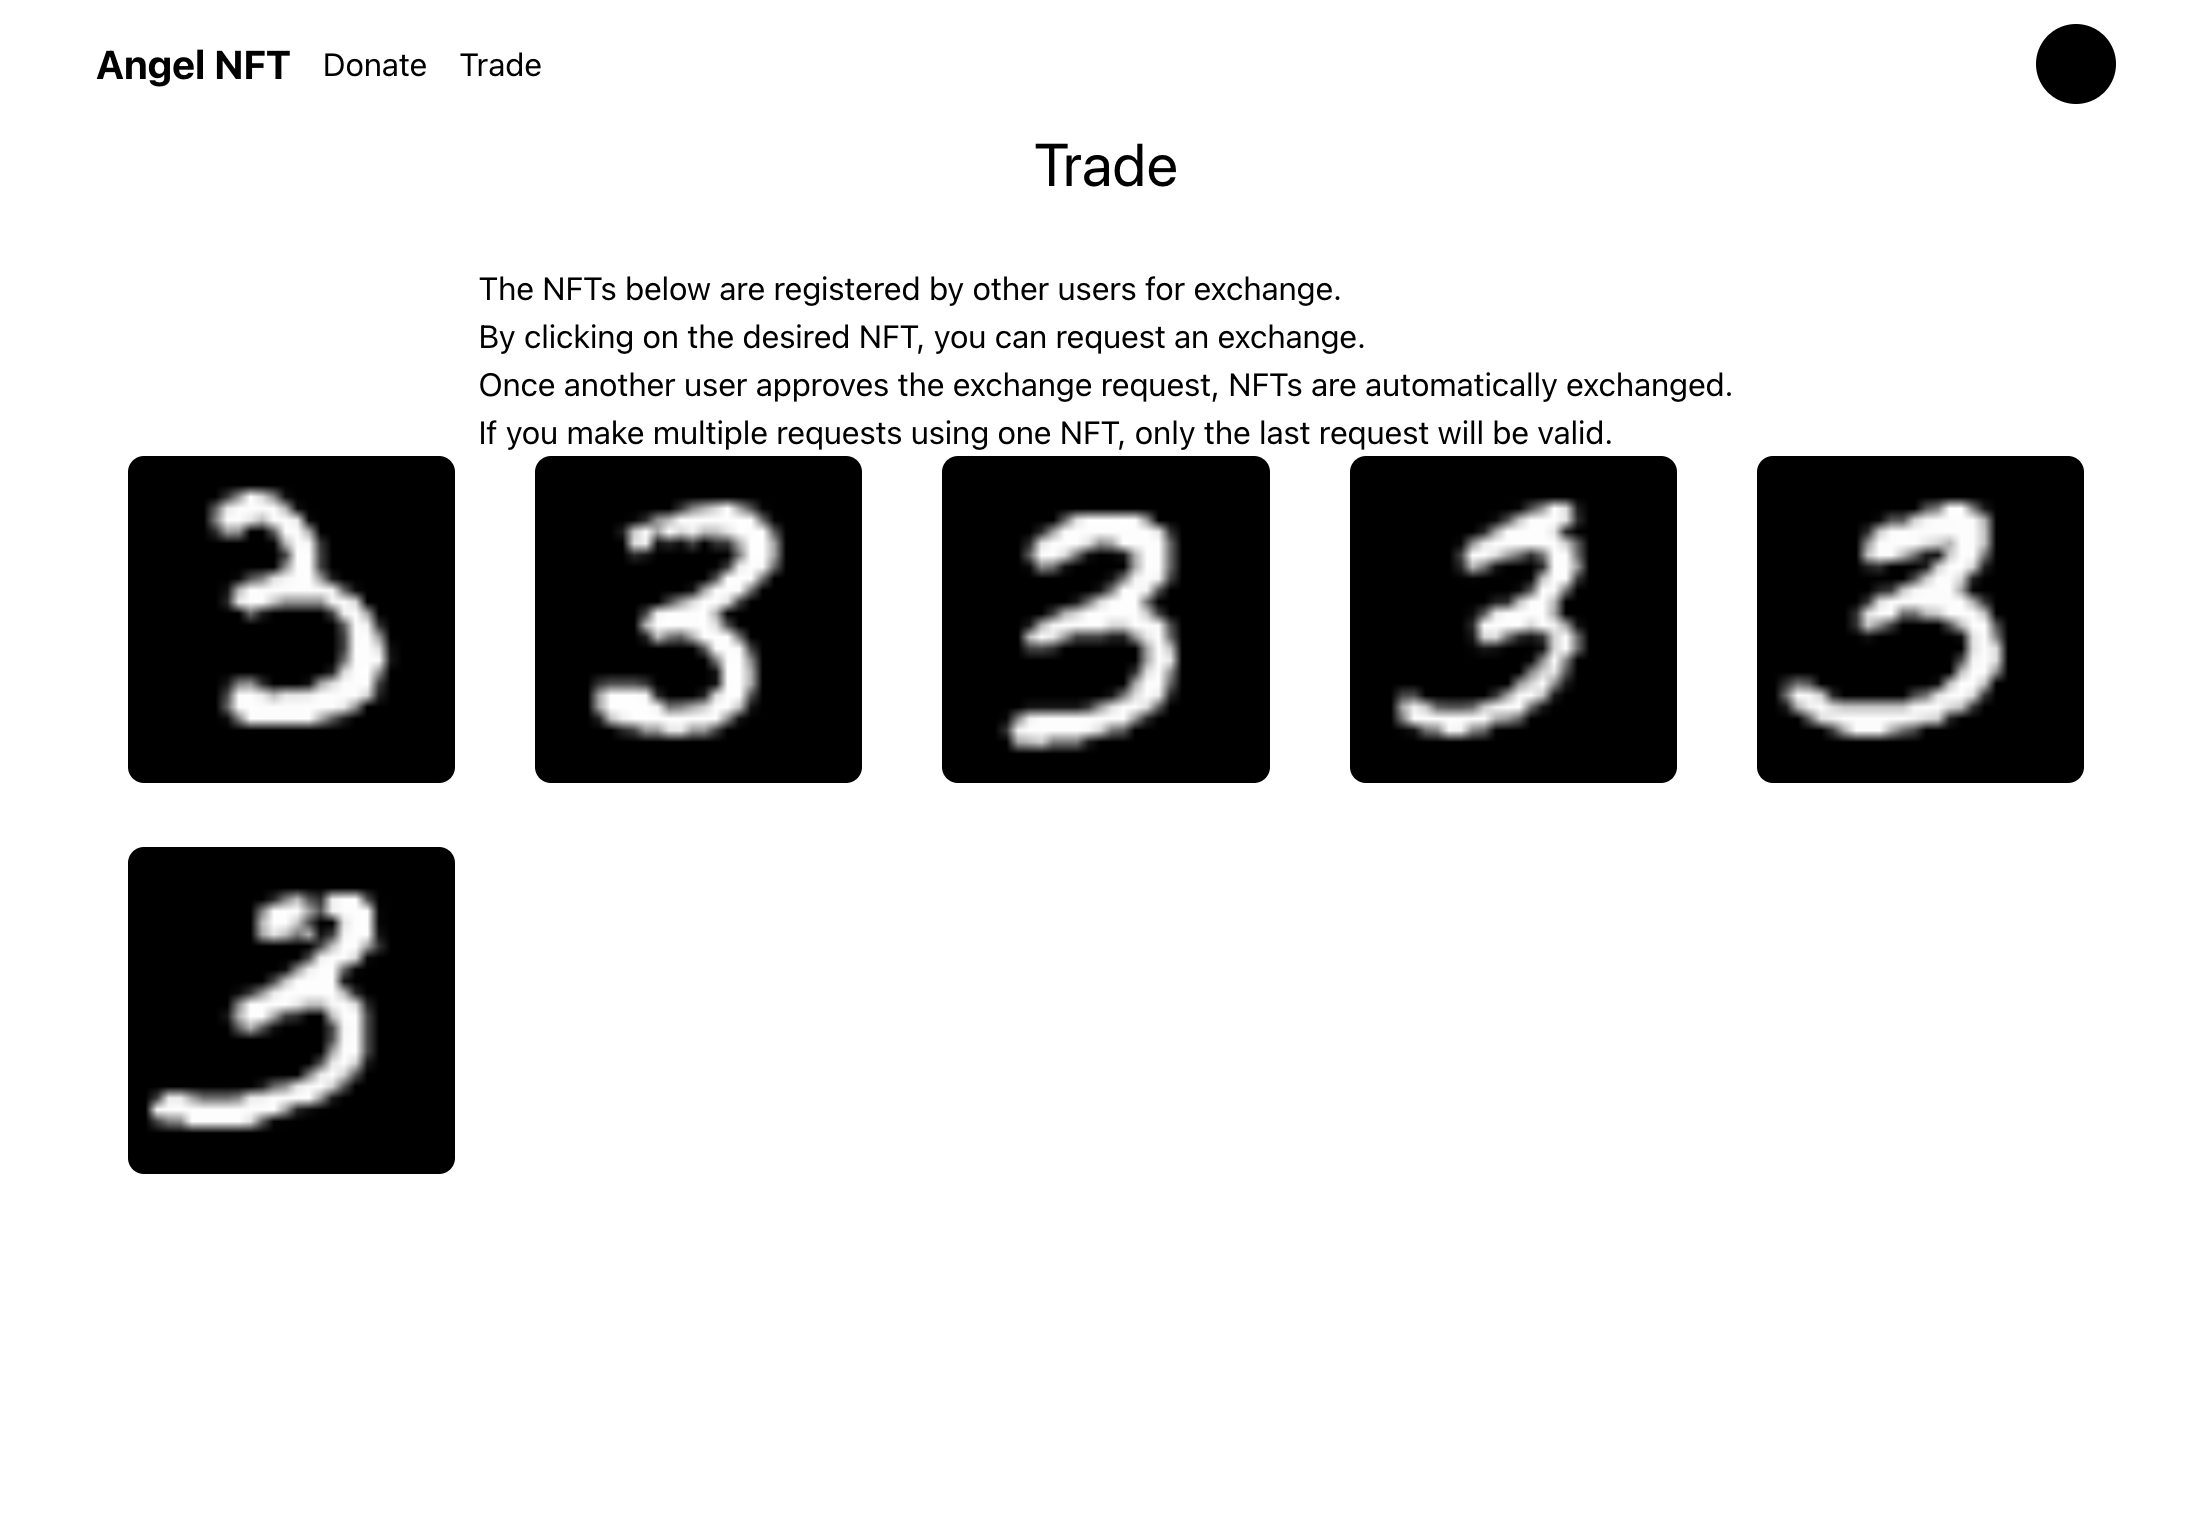 Angel NFT Donate Trade
Trade
The NFTs below are registered by other users for exchange.
By clicking on the desired NFT, you can request an exchange.
Once another user approves the exchange request, NFTs are automatically exchanged.
If you make multiple requests using one NFT, only the last request will be valid.
3 3 3 3 3
3